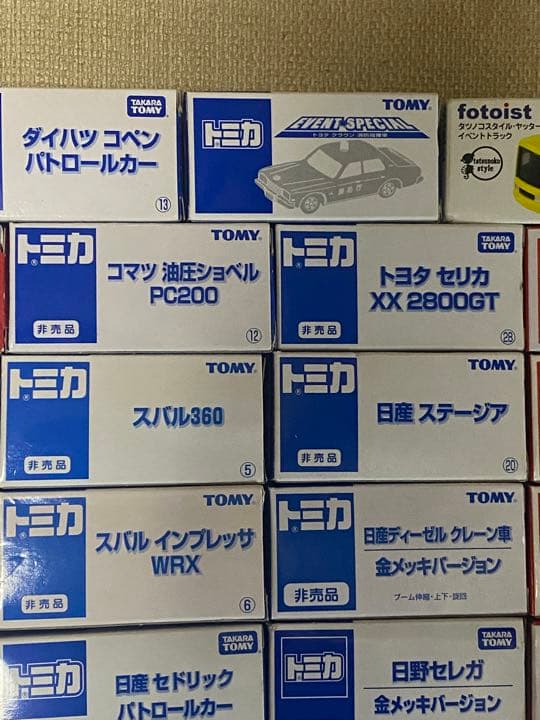 TAKARA
TOMY
ダイハツ コペン
パトロールカー
⑬
トミカ
TOMY
EVENT SPECIAL
トヨタ クラウン 消防指揮車
fotoist
タツノコスタイル・ヤッター
イベントトラック
tatsunoko
style
トミカ
TOMY
コマツ 油圧ショベル
PC200
非売品
⑫
トミカ
TAKARA
TOMY
トヨタ セリカ
XX 2800GT
非売品
㉘
トミカ
TOMY
スバル360
非売品
⑤
トミカ
TOMY
日産 ステージア
非売品
⑳
トミカ
TOMY
スバル インプレッサ
WRX
非売品
⑥
トミカ
TOMY
日産ディーゼル クレーン車
金メッキバージョン
非売品
ブーム伸縮・上下・旋回
トミカ
TAKARA
TOMY
日産 セドリック
パトロールカー
トミカ
TAKARA
TOMY
日野セレガ
金メッキバージョン